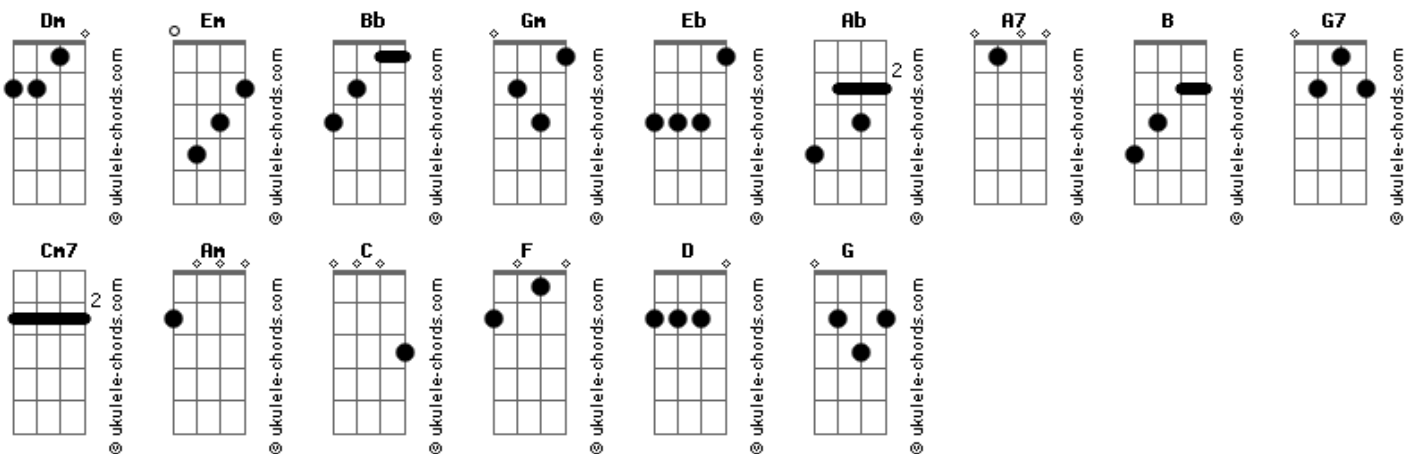 Dm Em Bb Gm Eb Ab A7 B G7
2
© ukulele-chords.com © ukulele-chords.com © ukulele-chords.com © ukulele-chords.com © ukulele-chords.com © ukulele-chords.com © ukulele-chords.com © ukulele-chords.com © ukulele-chords.com
Cm7 Am C F D G
2
© ukulele-chords.com © ukulele-chords.com © ukulele-chords.com © ukulele-chords.com © ukulele-chords.com © ukulele-chords.com